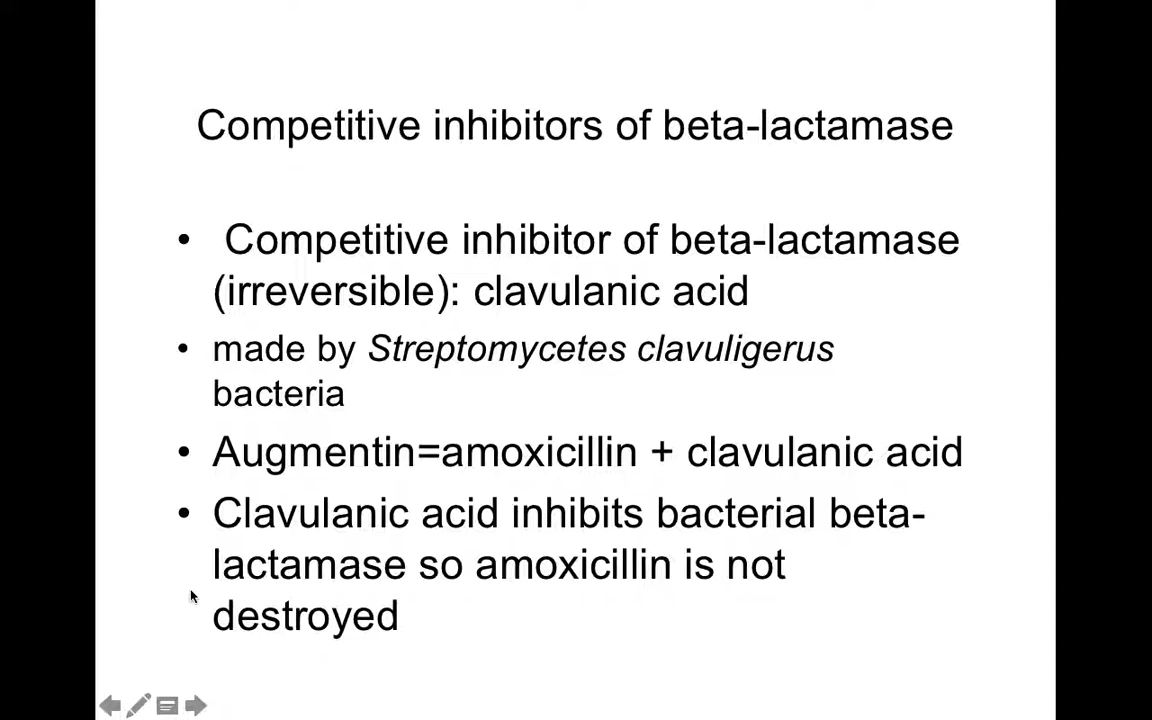 Competitive inhibitors of beta-lactamase
• Competitive inhibitor of beta-lactamase
(irreversible): clavulanic acid
• made by Streptomycetes clavuligerus
bacteria
• Augmentin=amoxicillin + clavulanic acid
• Clavulanic acid inhibits bacterial beta-
lactamase so amoxicillin is not
destroyed